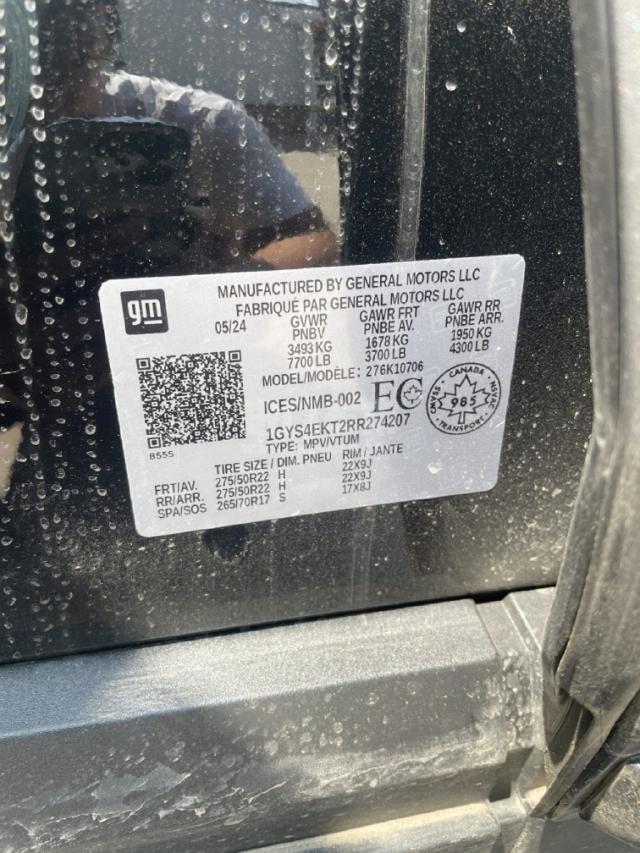 gm
MANUFACTURED BY GENERAL MOTORS LLC
FABRIQUÉ PAR GENERAL MOTORS LLC
05/24
GVWR
PNBV
3493 KG
7700 LB
GAWR FRT
PNBE AV.
1678 KG
3700 LB
GAWR RR
PNBE ARR.
1950 KG
4300 LB
MODEL/MODÈLE: 276K10706
ICES/NMB-002
EC
CANADA
SVAC NSVAC
985
TRANSPORT
8555
1GYS4EKT2RR274207
TYPE: MPV/VTUM
TIRE SIZE / DIM. PNEU RIM / JANTE
FRT/AV. 275/50R22 H 22X9J
RR/ARR. 275/50R22 H 22X9J
SPA/SOS 265/70R17 S 17X8J